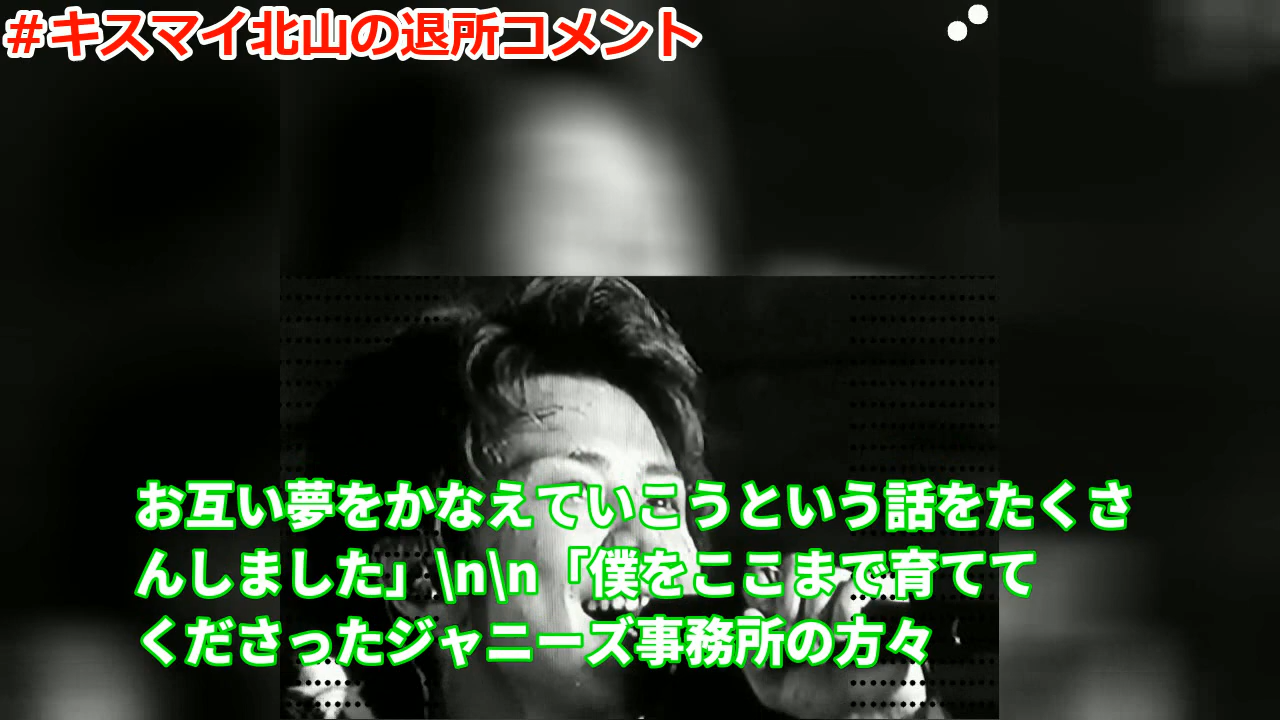 #キスマイ北山の退所コメント
お互い夢をかなえていこうという話をたくさ
んしました」\n\n「僕をここまで育てて
くださったジャニーズ事務所の方々